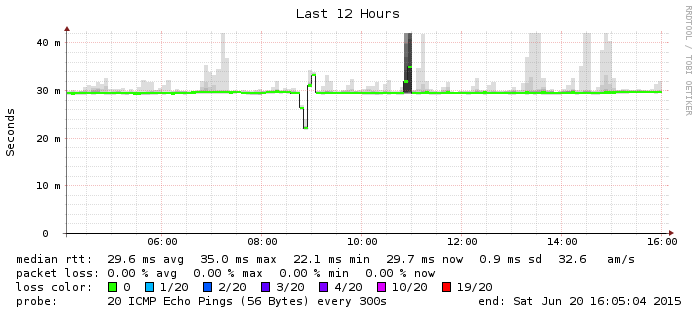 Last 12 Hours
RRDTOOL / TOBI OETIKER
Seconds
40 m
30 m
20 m
10 m
0
06:00 08:00 10:00 12:00 14:00 16:00
median rtt: 29.6 ms avg 35.0 ms max 22.1 ms min 29.7 ms now 0.9 ms sd 32.6 am/s
packet loss: 0.00 % avg 0.00 % max 0.00 % min 0.00 % now
loss color: 0 1/20 2/20 3/20 4/20 10/20 19/20
probe: 20 ICMP Echo Pings (56 Bytes) every 300s end: Sat Jun 20 16:05:04 2015